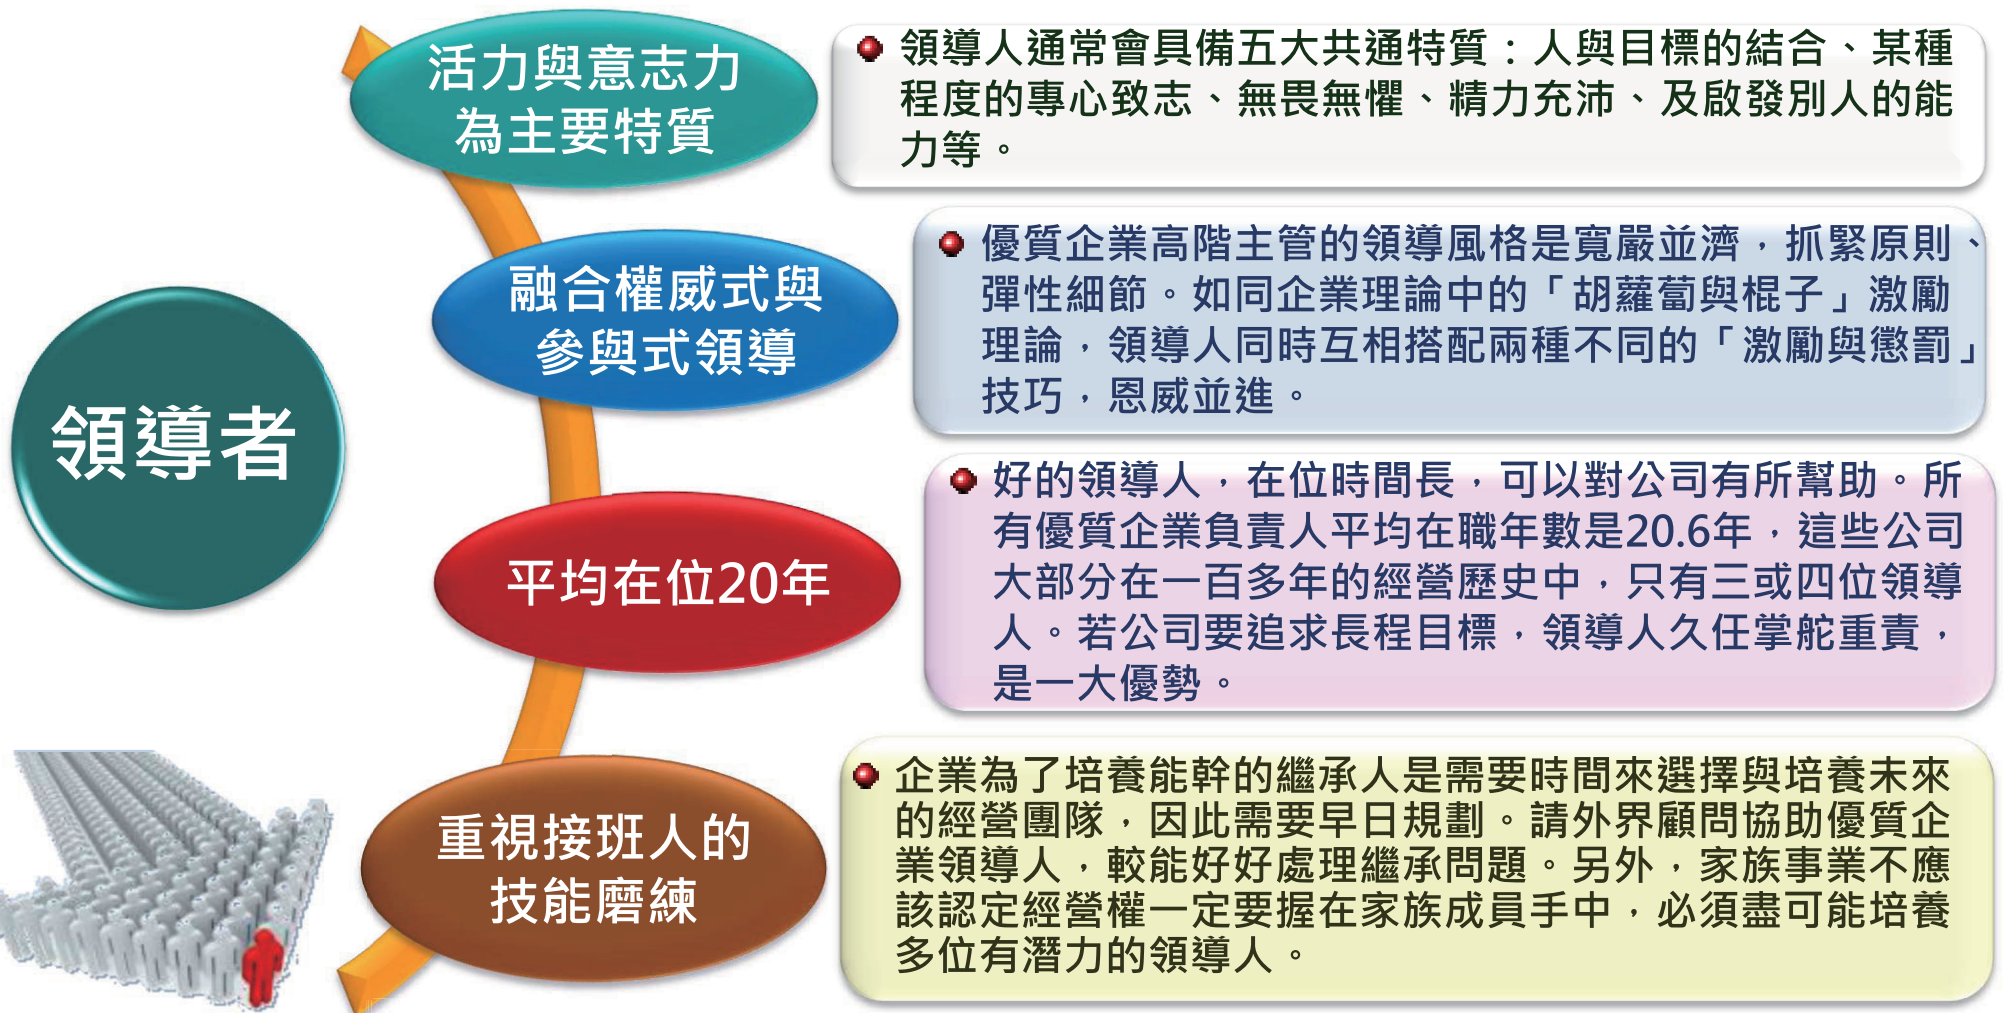 領導者
活力與意志力
為主要特質
領導人通常會具備五大共通特質：人與目標的結合、某種
程度的專心致志、無畏無懼、精力充沛、及啟發別人的能
力等。
融合權威式與
參與式領導
優質企業高階主管的領導風格是寬嚴並濟，抓緊原則、
彈性細節。如同企業理論中的「胡蘿蔔與棍子」激勵
理論，領導人同時互相搭配兩種不同的「激勵與懲罰」
技巧，恩威並進。
平均在位20年
好的領導人，在位時間長，可以對公司有所幫助。所
有優質企業負責人平均在職年數是20.6年，這些公司
大部分在一百多年的經營歷史中，只有三或四位領導
人。若公司要追求長程目標，領導人久任掌舵重責，
是一大優勢。
重視接班人的
技能磨練
企業為了培養能幹的繼承人是需要時間來選擇與培養未來
的經營團隊，因此需要早日規劃。請外界顧問協助優質企
業領導人，較能好好處理繼承問題。另外，家族事業不應
該認定經營權一定要握在家族成員手中，必須盡可能培養
多位有潛力的領導人。